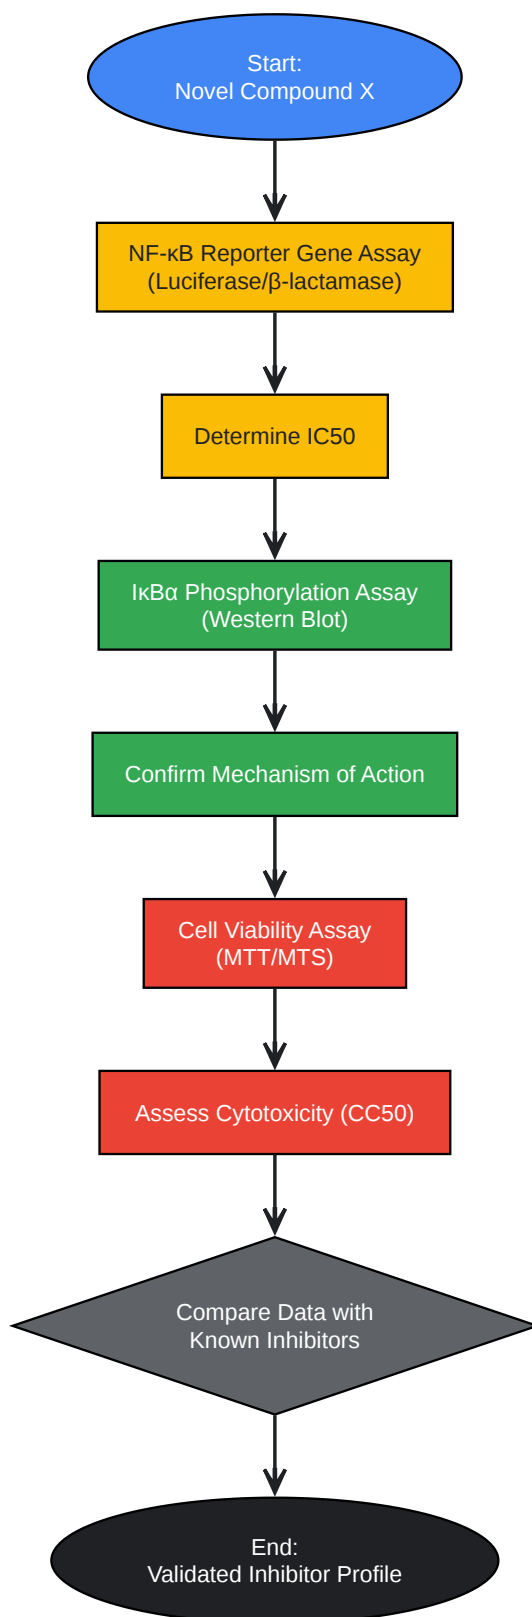 Start:
Novel Compound X
NF-κB Reporter Gene Assay
(Luciferase/β-lactamase)
Determine IC50
IκBα Phosphorylation Assay
(Western Blot)
Confirm Mechanism of Action
Cell Viability Assay
(MTT/MTS)
Assess Cytotoxicity (CC50)
Compare Data with
Known Inhibitors
End:
Validated Inhibitor Profile